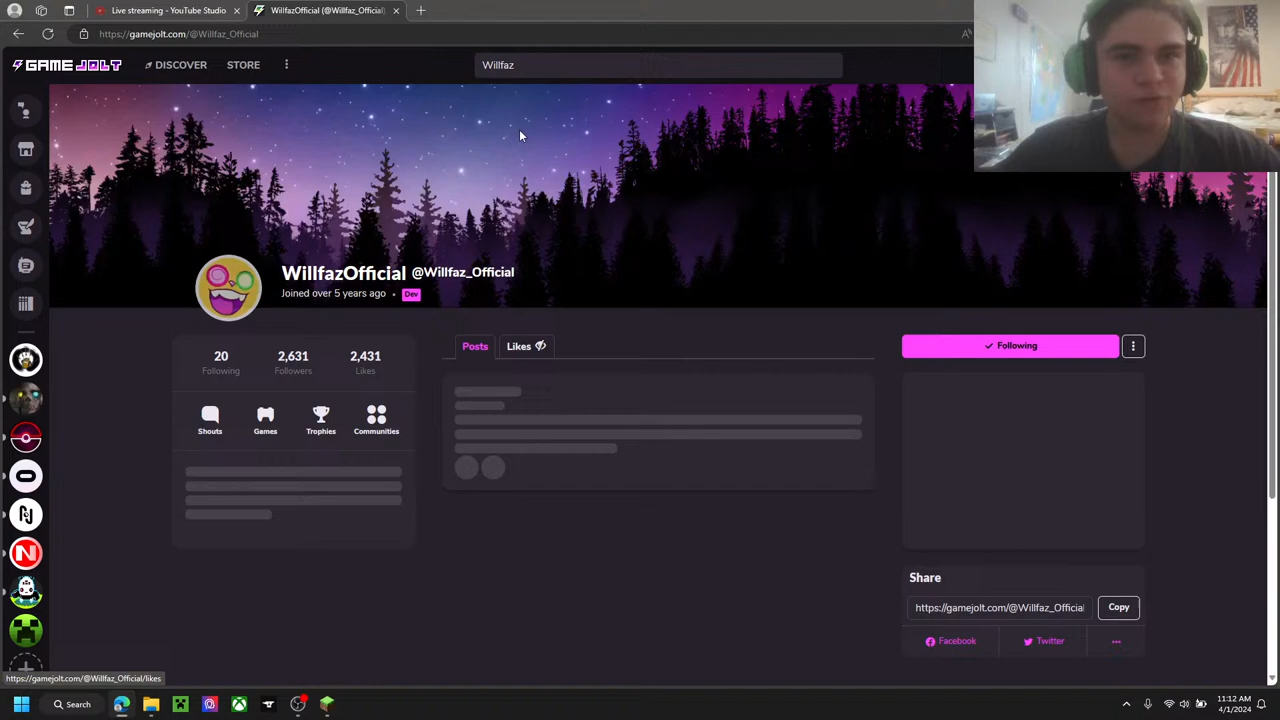 Live streaming - YouTube Studio
WillfazOfficial (@Willfaz_Official)
https://gamejolt.com/@Willfaz_Official
GAME JOLT
DISCOVER
STORE
Willfaz
WillfazOfficial @Willfaz_Official
Joined over 5 years ago • Dev
20
Following
2,631
Followers
2,431
Likes
Shouts
Games
Trophies
Communities
Posts
Likes
Following
Share
https://gamejolt.com/@Willfaz_Official
Copy
Facebook
Twitter
https://gamejolt.com/@Willfaz_Official/likes
Search
11:12 AM
4/1/2024